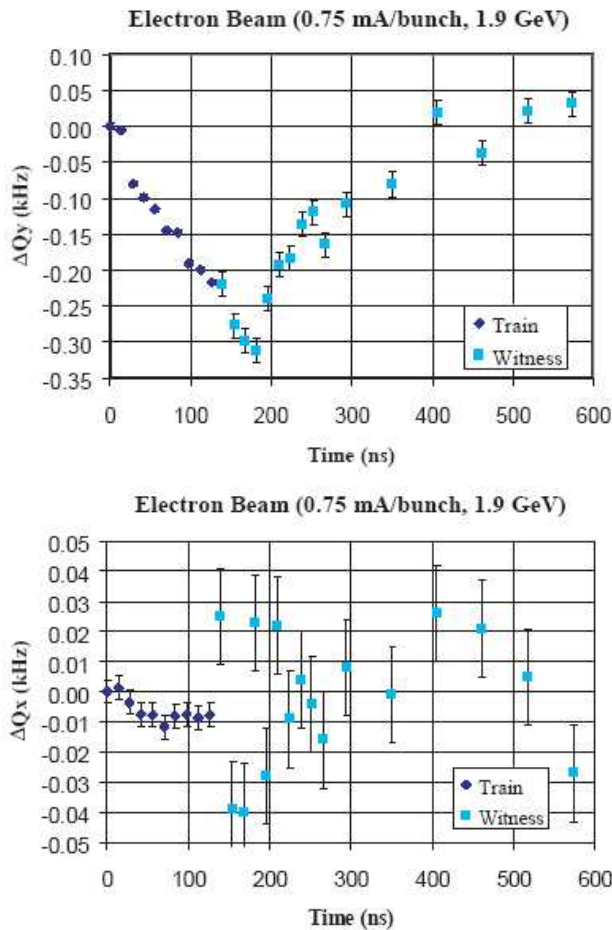 Electron Beam (0.75 mA/bunch, 1.9 GeV)
0.10
0.05
0.00
-0.05
-0.10
-0.15
-0.20
-0.25
-0.30
-0.35
ΔQy (kHz)
Train
Witness
0 100 200 300 400 500 600
Time (ns)
Electron Beam (0.75 mA/bunch, 1.9 GeV)
0.05
0.04
0.03
0.02
0.01
0.00
-0.01
-0.02
-0.03
-0.04
-0.05
ΔQx (kHz)
Train
Witness
0 100 200 300 400 500 600
Time (ns)